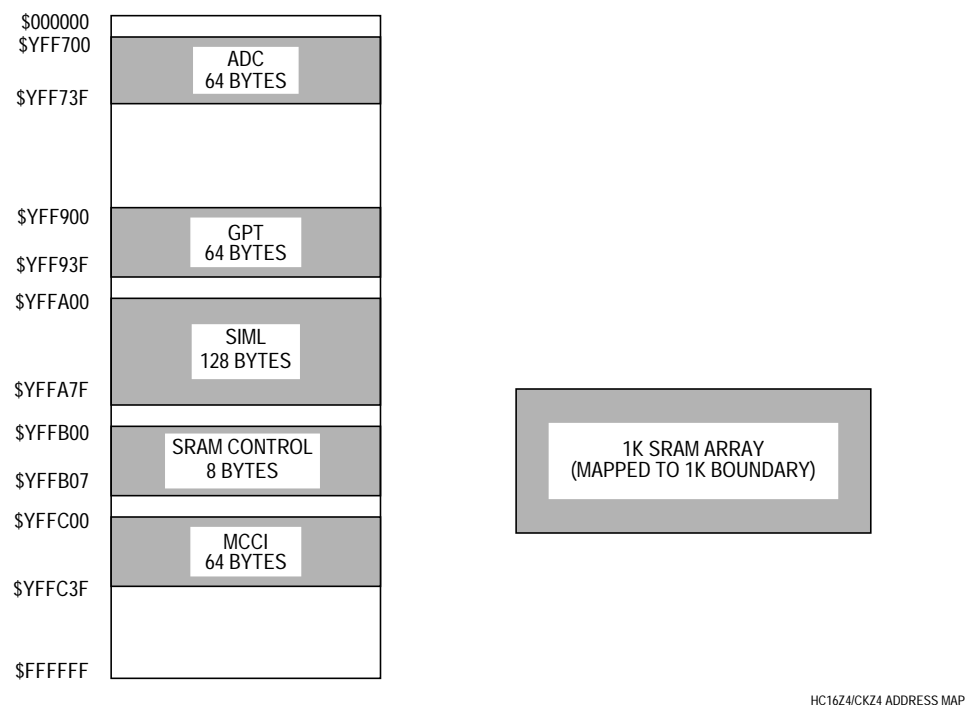 $000000
$YFF700
ADC
64 BYTES
$YFF73F
$YFF900
GPT
64 BYTES
$YFF93F
$YFFA00
SIML
128 BYTES
$YFFA7F
$YFFB00
SRAM CONTROL
8 BYTES
$YFFB07
$YFFC00
MCCI
64 BYTES
$YFFC3F
$FFFFFF
1K SRAM ARRAY
(MAPPED TO 1K BOUNDARY)
HC16Z4/CKZ4 ADDRESS MAP